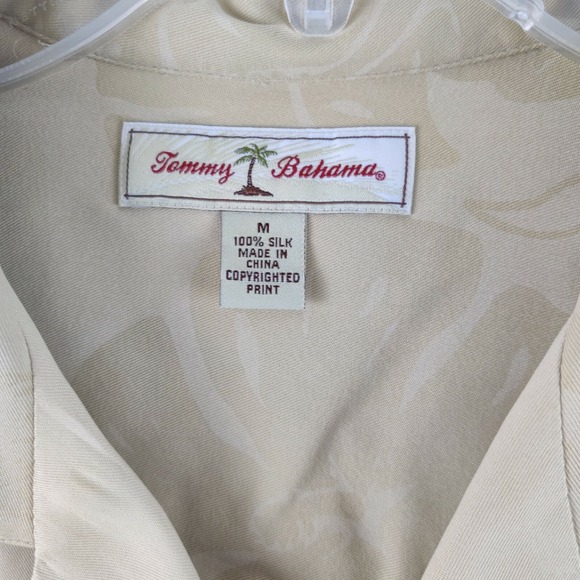 Tommy Bahama®
M
100% SILK
MADE IN
CHINA
COPYRIGHTED
PRINT